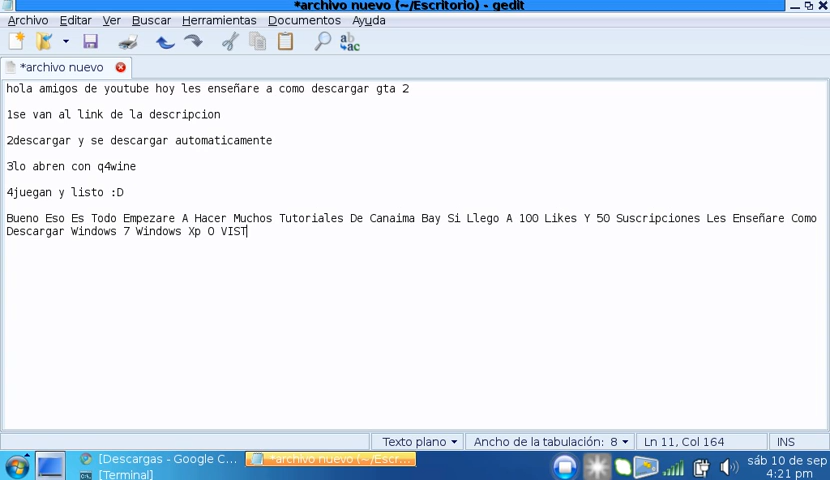 *archivo nuevo (~/Escritorio) - gedit
Archivo Editar Ver Buscar Herramientas Documentos Ayuda
*archivo nuevo
hola amigos de youtube hoy les enseñare a como descargar gta 2
1se van al link de la descripcion
2descargar y se descargar automaticamente
3lo abren con q4wine
4juegan y listo :D
Bueno Eso Es Todo Empezare A Hacer Muchos Tutoriales De Canaima Bay Si Llego A 100 Likes Y 50 Suscripciones Les Enseñare Como
Descargar Windows 7 Windows Xp O VIST
Texto plano Ancho de la tabulación: 8 Ln 11, Col 164 INS
[Descargas - Google C... *archivo nuevo (~/Escr... sáb 10 de sep
[Terminal] 4:21 pm